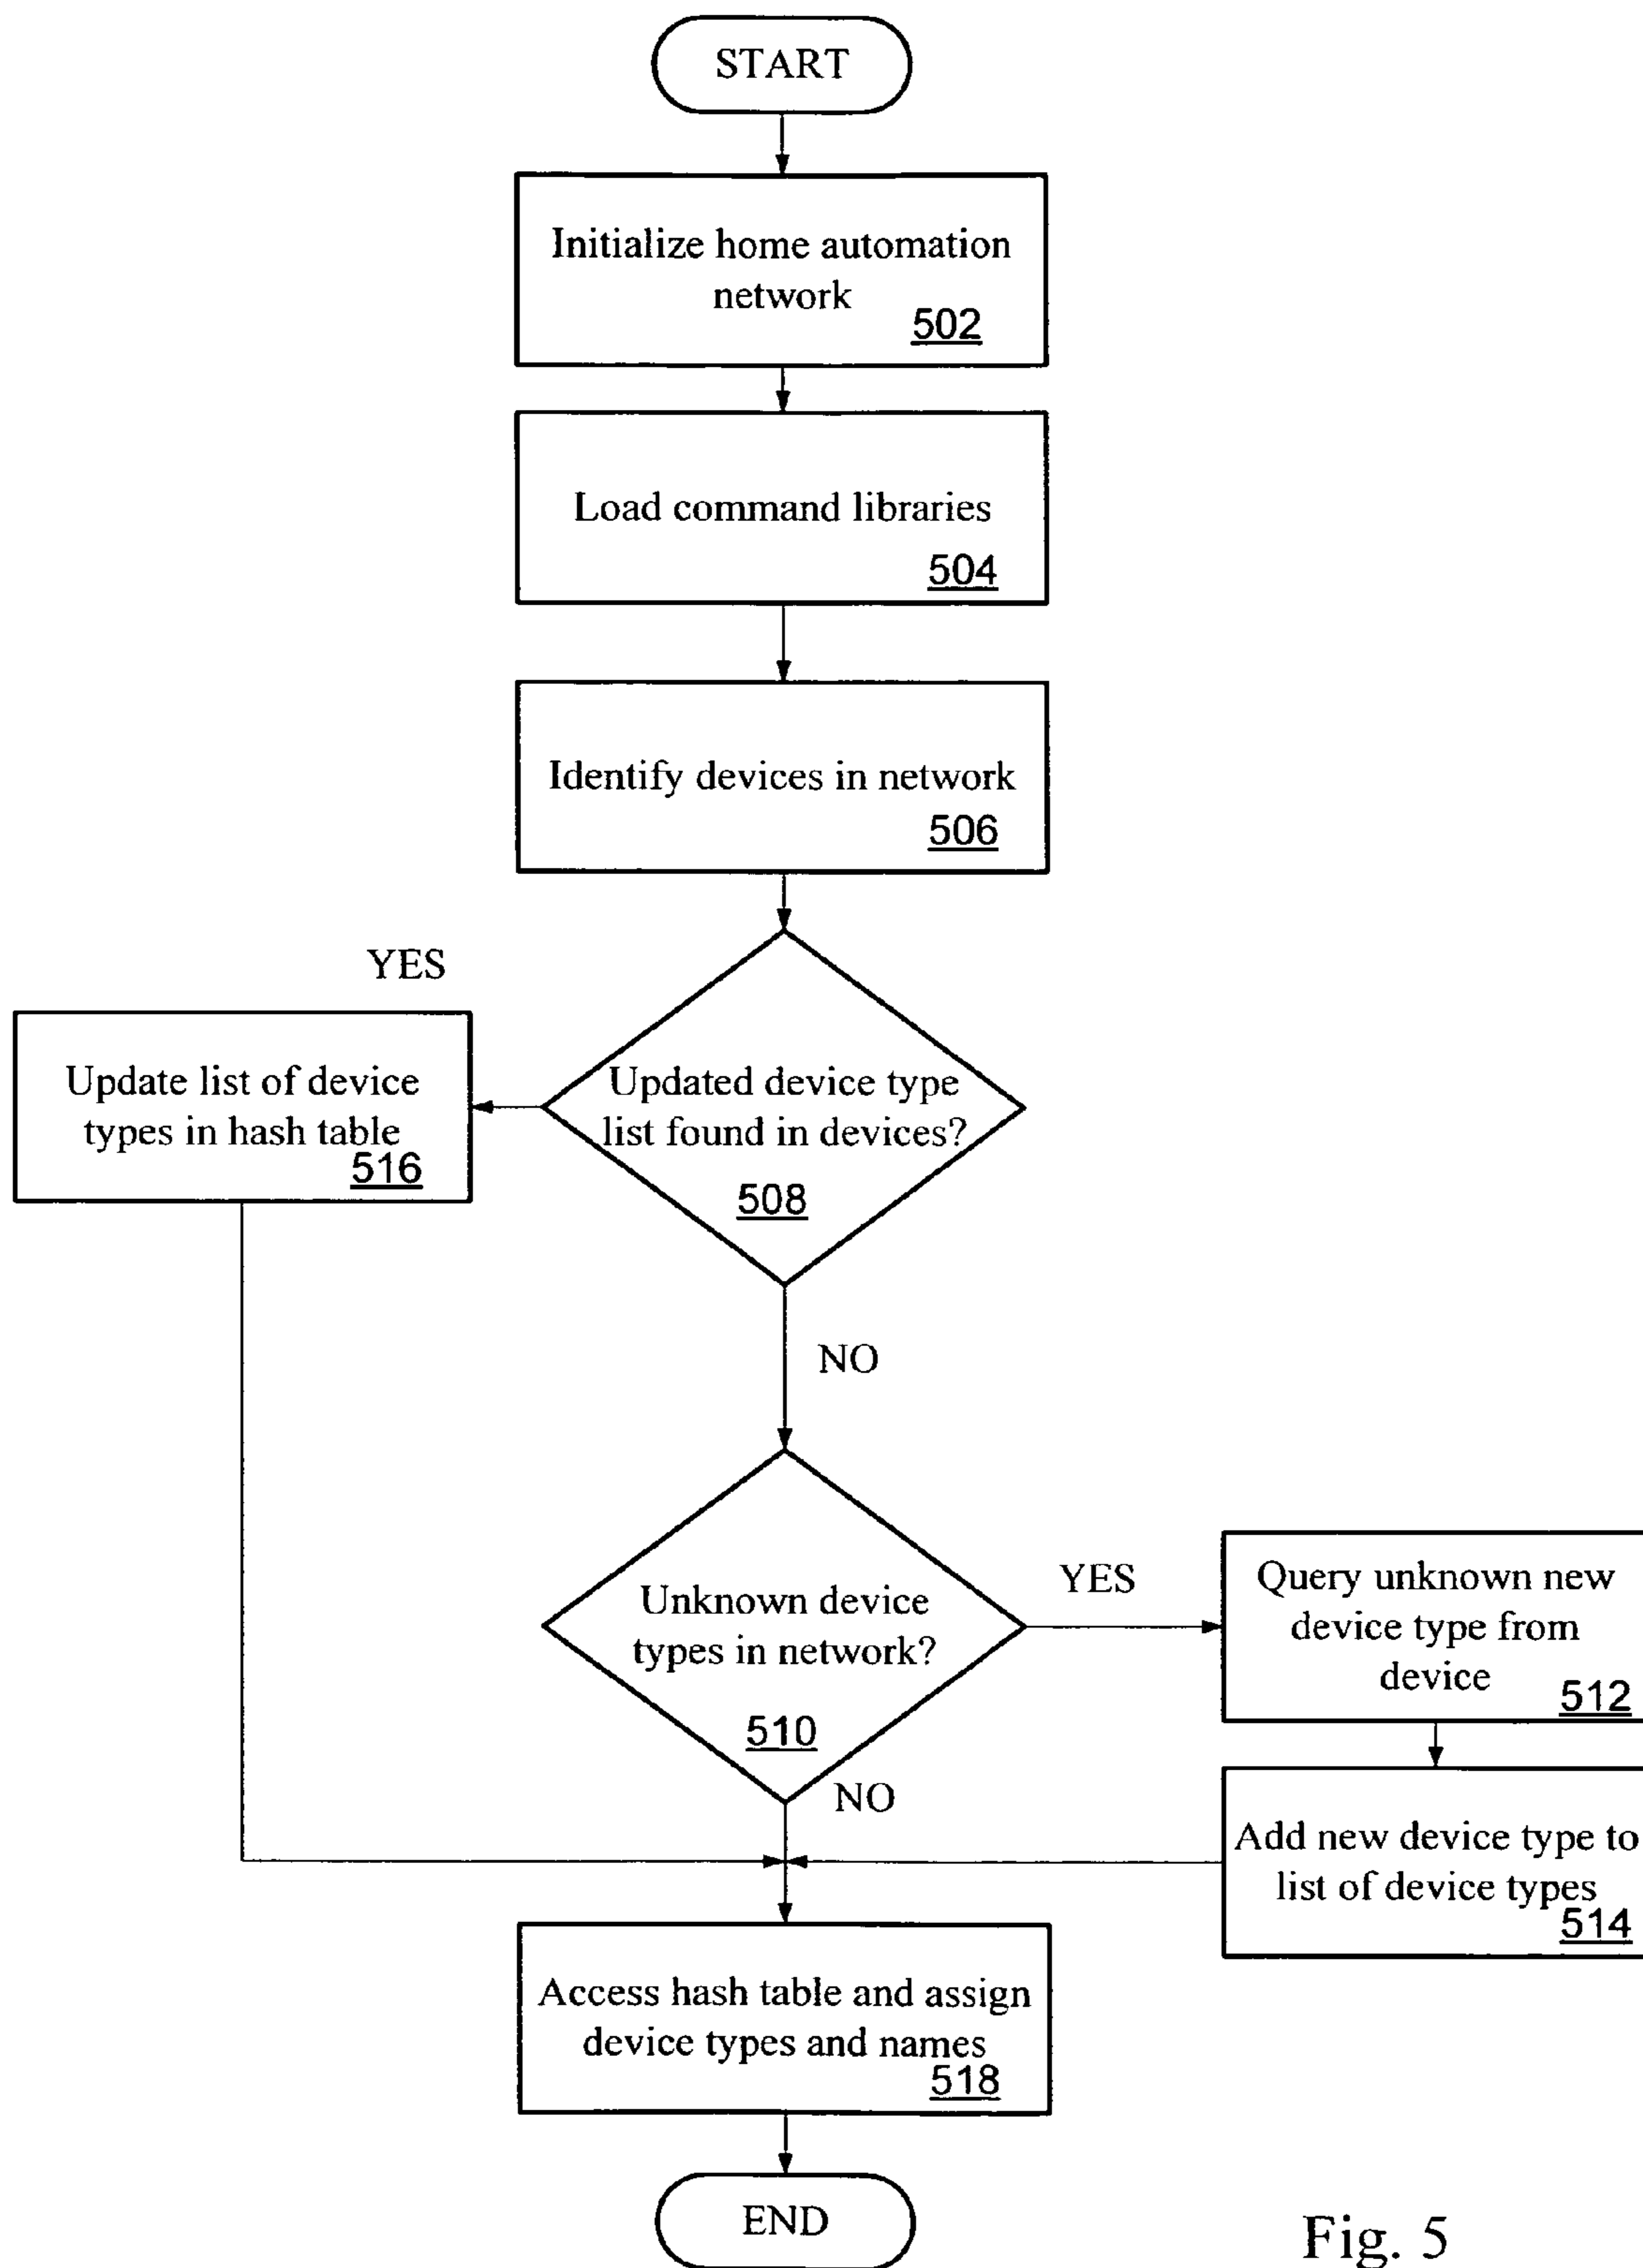 START
Initialize home automation
network
502
Load command libraries
504
Identify devices in network
506
YES
Update list of device
types in hash table
516
Updated device type
list found in devices?
508
NO
Unknown device
types in network?
510
YES
Query unknown new
device type from
device
512
NO
Add new device type to
list of device types
514
Access hash table and assign
device types and names
518
END
Fig. 5